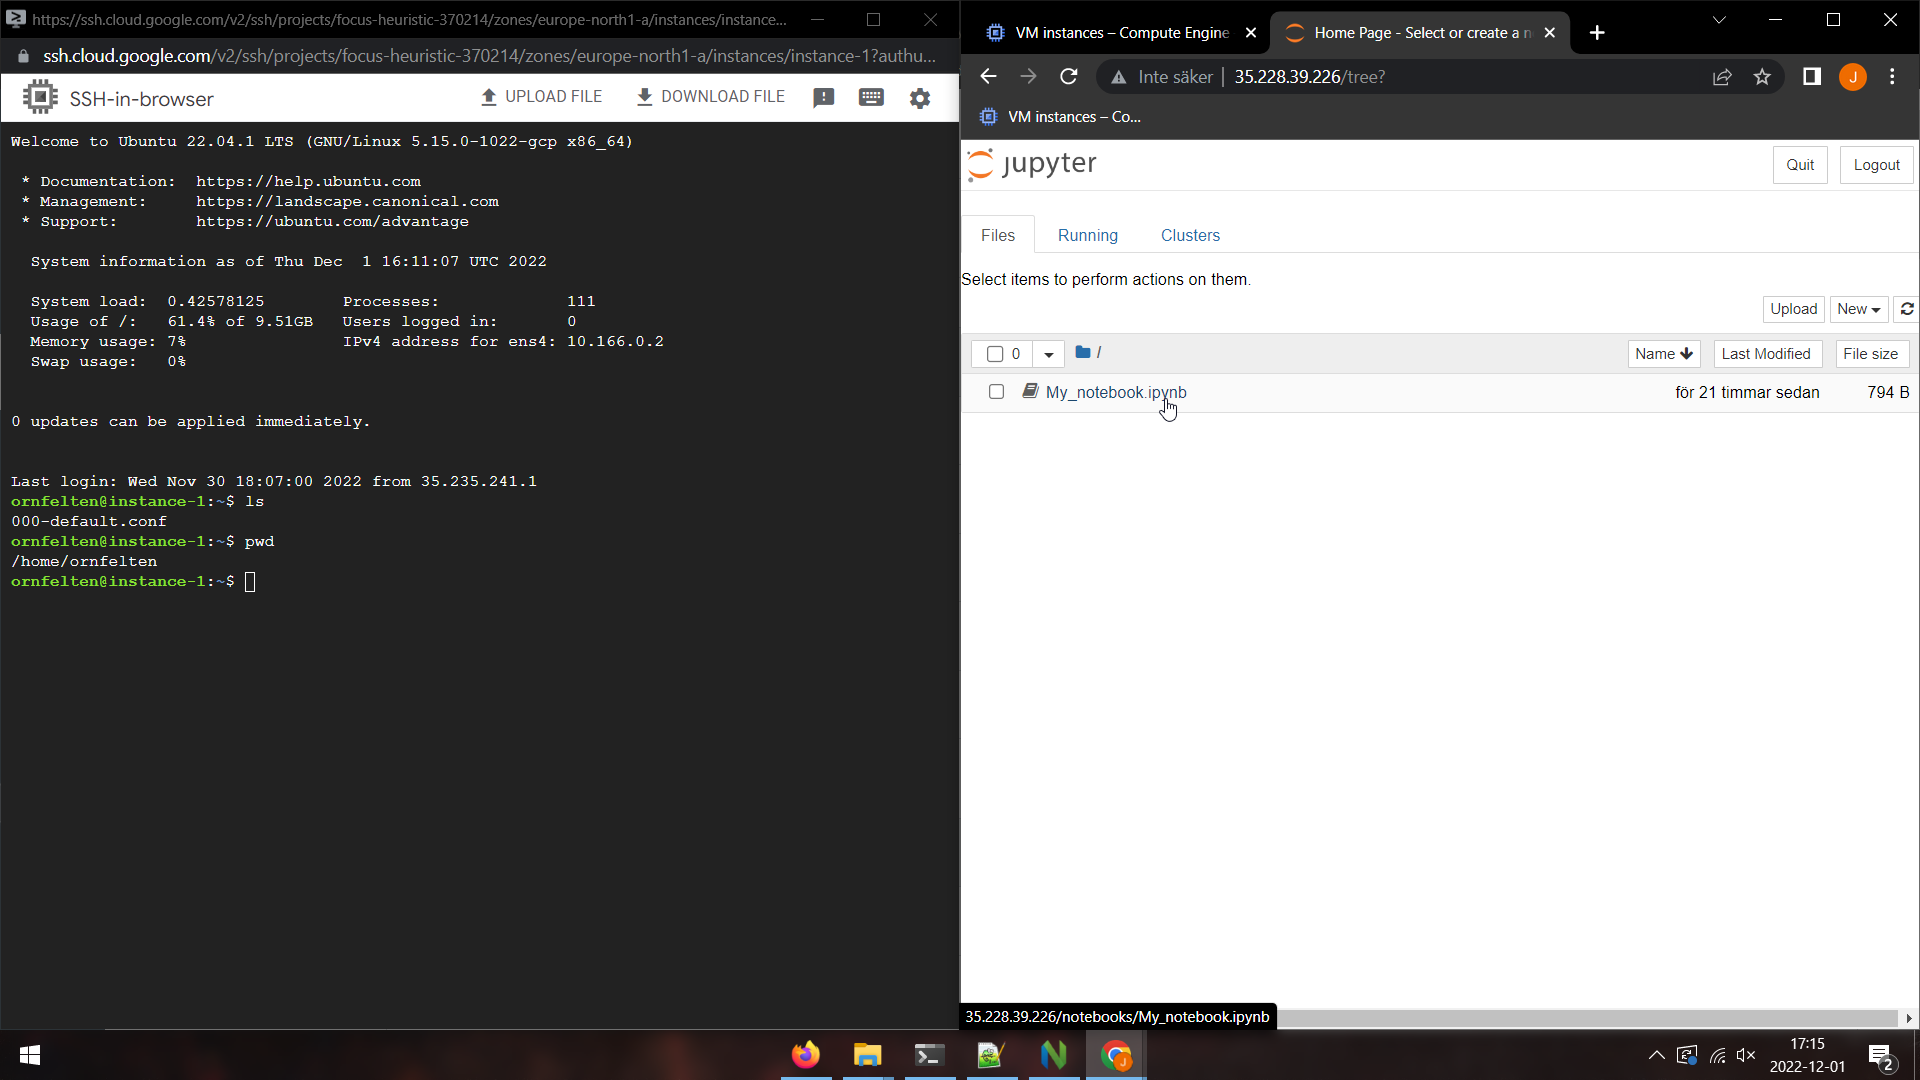 https://ssh.cloud.google.com/v2/ssh/projects/focus-heuristic-370214/zones/europe-north1-a/instances/instance...
ssh.cloud.google.com/v2/ssh/projects/focus-heuristic-370214/zones/europe-north1-a/instances/instance-1?authu...
SSH-in-browser
UPLOAD FILE
DOWNLOAD FILE
Welcome to Ubuntu 22.04.1 LTS (GNU/Linux 5.15.0-1022-gcp x86_64)
* Documentation:  https://help.ubuntu.com
* Management:     https://landscape.canonical.com
* Support:        https://ubuntu.com/advantage
System information as of Thu Dec  1 16:11:07 UTC 2022
System load:  0.42578125        Processes:             111
Usage of /:   61.4% of 9.51GB   Users logged in:       0
Memory usage: 7%                IPv4 address for ens4: 10.166.0.2
Swap usage:   0%
0 updates can be applied immediately.
Last login: Wed Nov 30 18:07:00 2022 from 35.235.241.1
ornfelten@instance-1:~$ ls
000-default.conf
ornfelten@instance-1:~$ pwd
/home/ornfelten
ornfelten@instance-1:~$
VM instances – Compute Engine
Home Page - Select or create a n
Inte säker
35.228.39.226/tree?
J
VM instances – Co...
jupyter
Quit
Logout
Files
Running
Clusters
Select items to perform actions on them.
Upload
New
0
/
Name
Last Modified
File size
My_notebook.ipynb
för 21 timmar sedan
794 B
35.228.39.226/notebooks/My_notebook.ipynb
J
17:15
2022-12-01
2